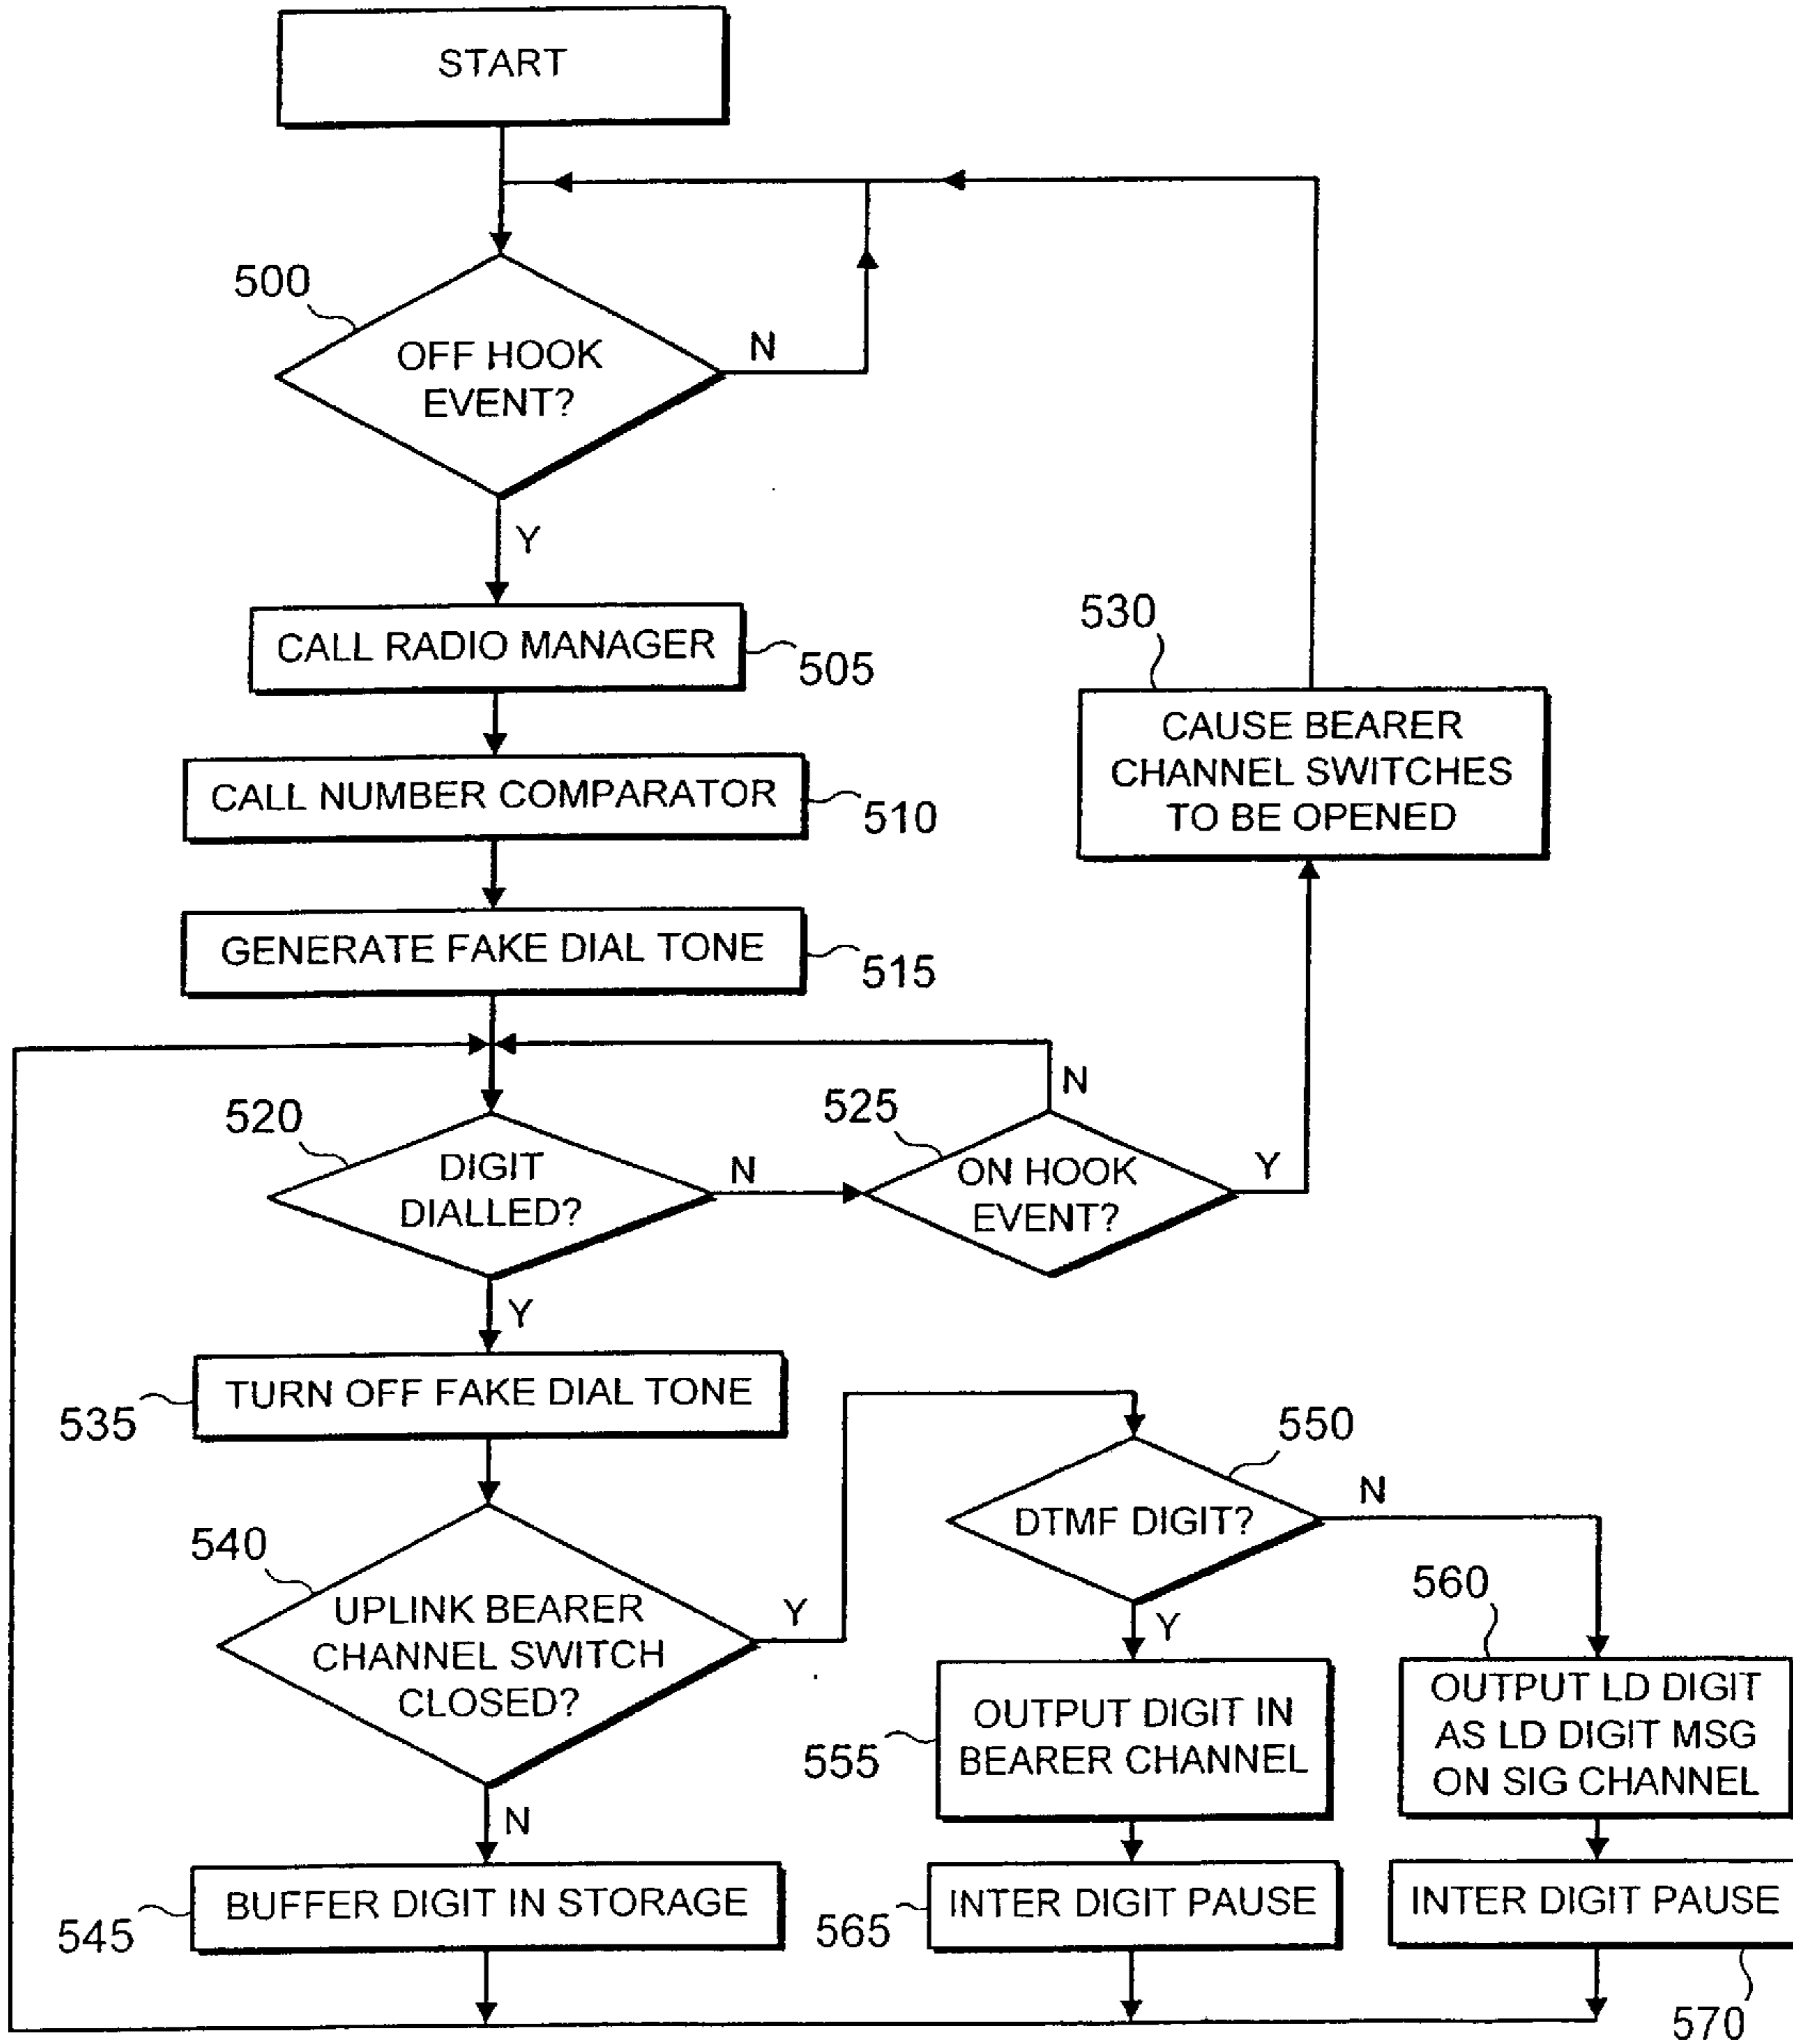 START
500
OFF HOOK
EVENT?
N
Y
CALL RADIO MANAGER
505
530
CAUSE BEARER
CHANNEL SWITCHES
TO BE OPENED
CALL NUMBER COMPARATOR
510
GENERATE FAKE DIAL TONE
515
520
DIGIT
DIALLED?
N
525
ON HOOK
EVENT?
N
Y
Y
TURN OFF FAKE DIAL TONE
535
540
UPLINK BEARER
CHANNEL SWITCH
CLOSED?
Y
N
550
DTMF DIGIT?
N
Y
560
OUTPUT DIGIT IN
BEARER CHANNEL
555
OUTPUT LD DIGIT
AS LD DIGIT MSG
ON SIG CHANNEL
BUFFER DIGIT IN STORAGE
545
INTER DIGIT PAUSE
565
INTER DIGIT PAUSE
570